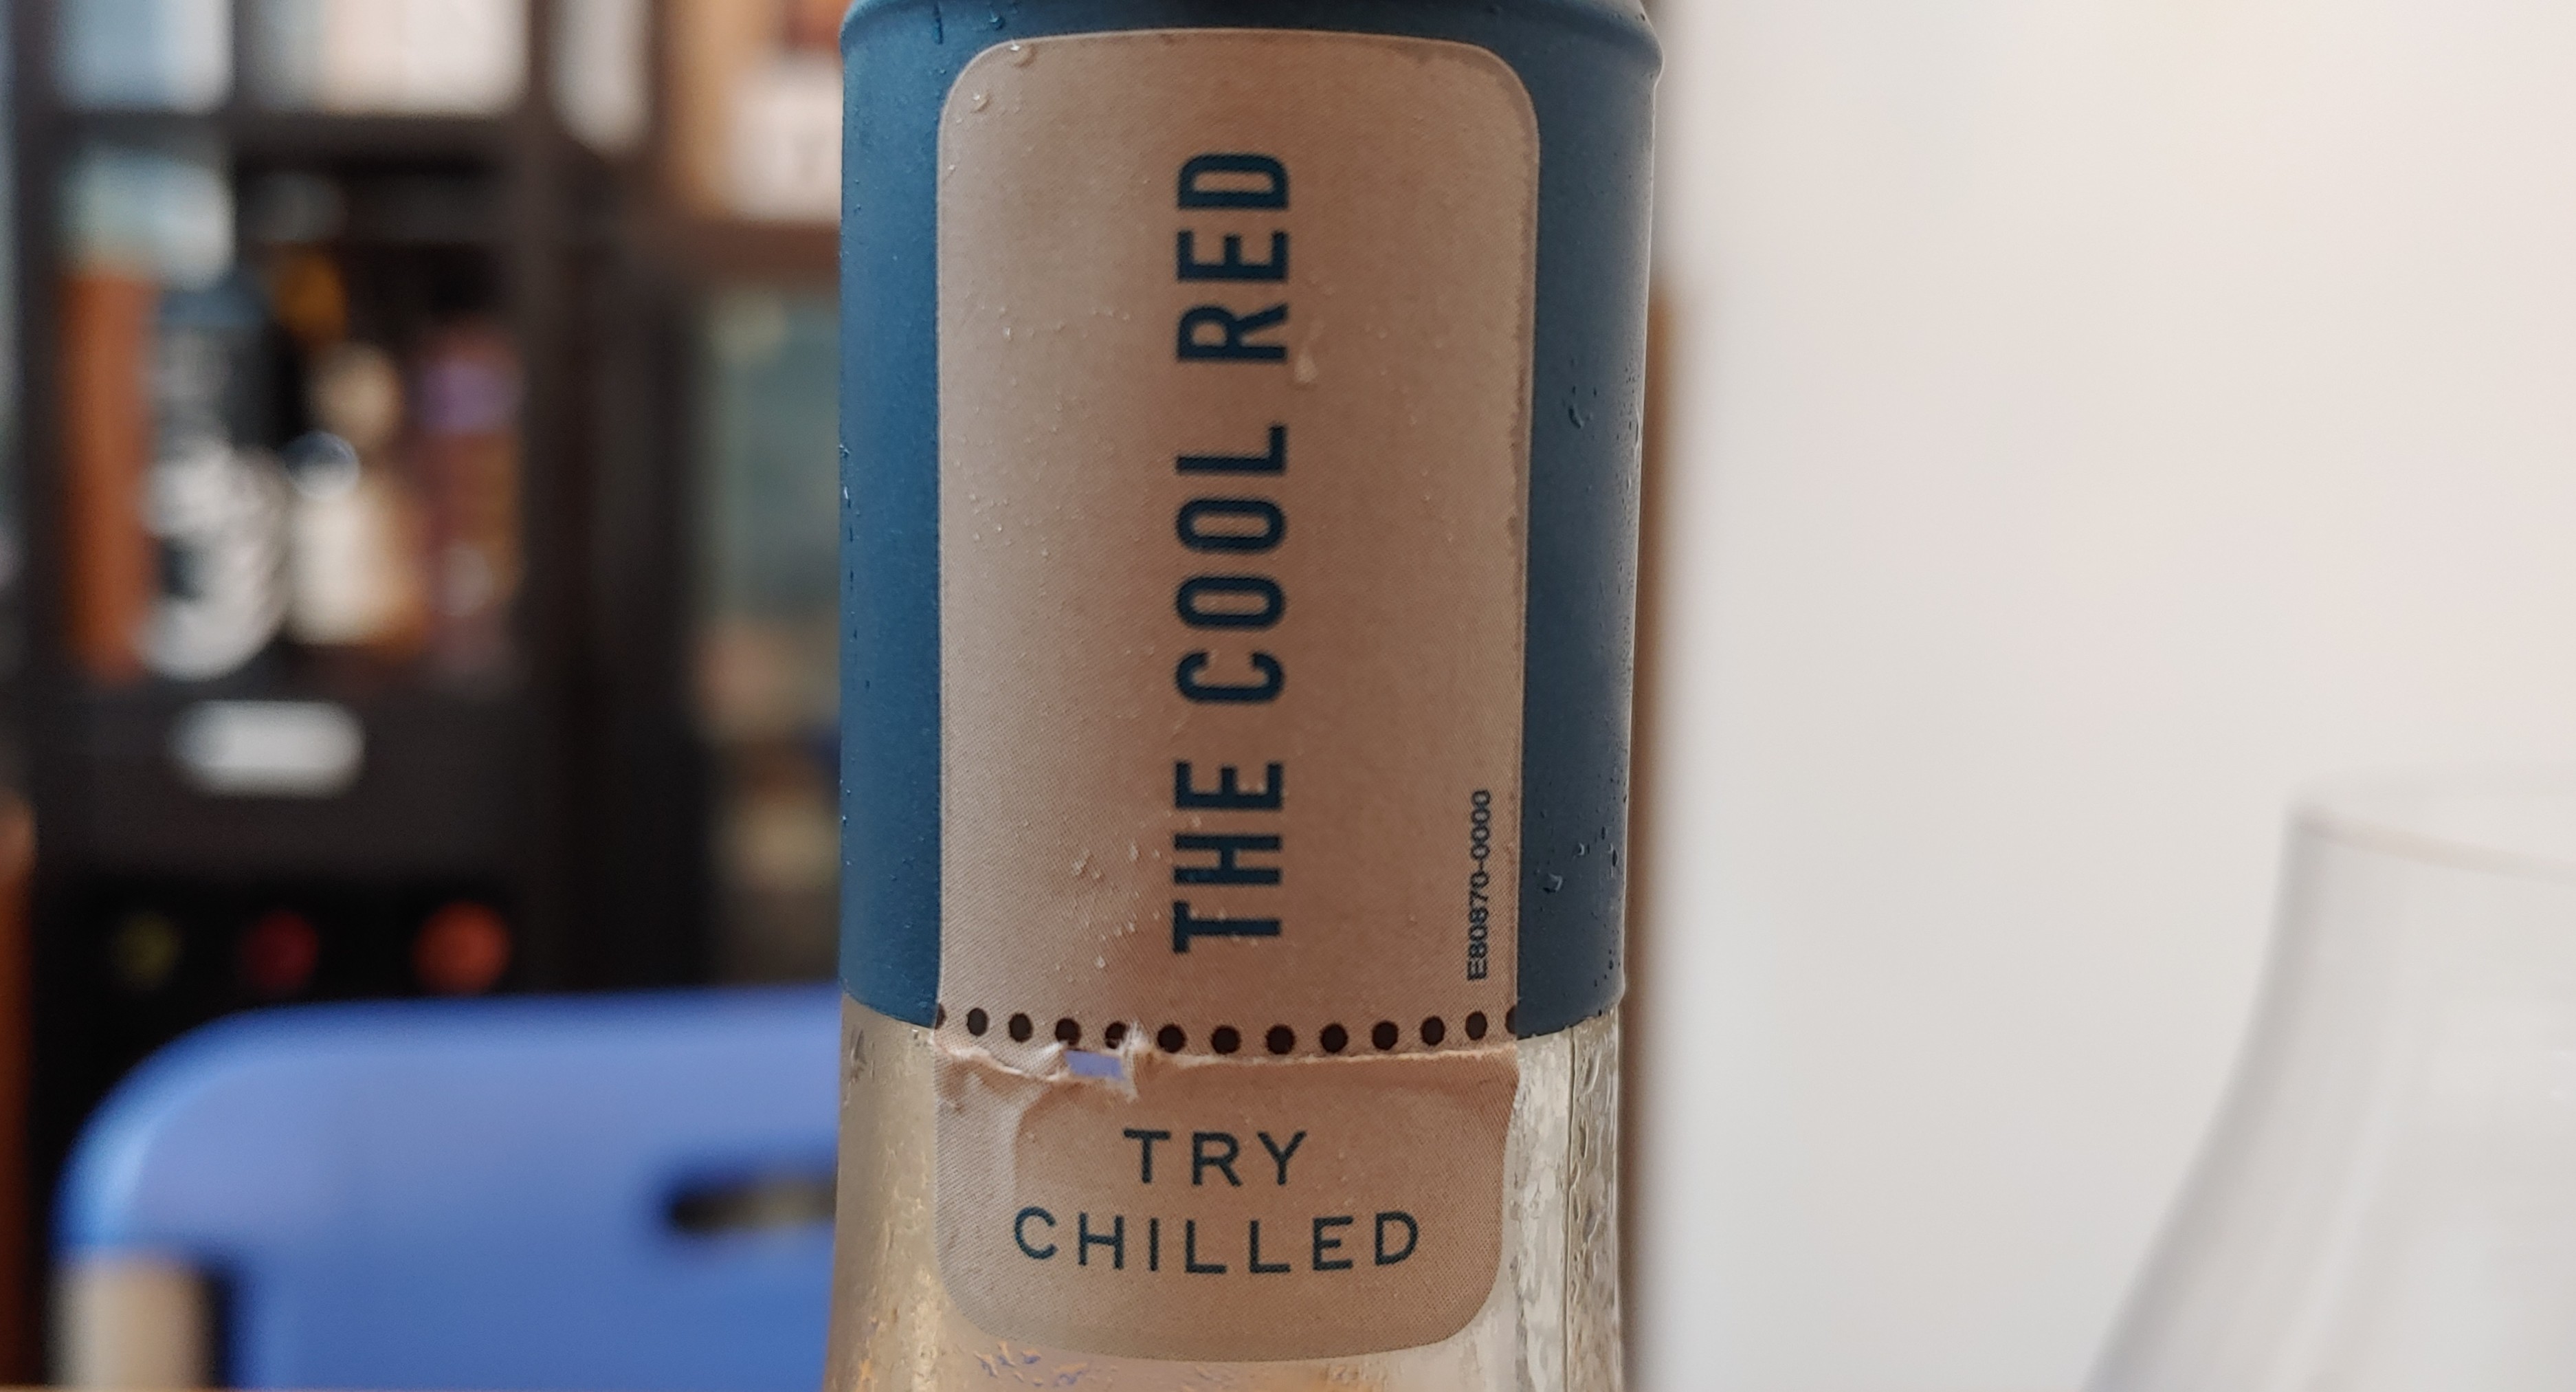 THE COOL RED
E80870-0000
TRY
CHILLED